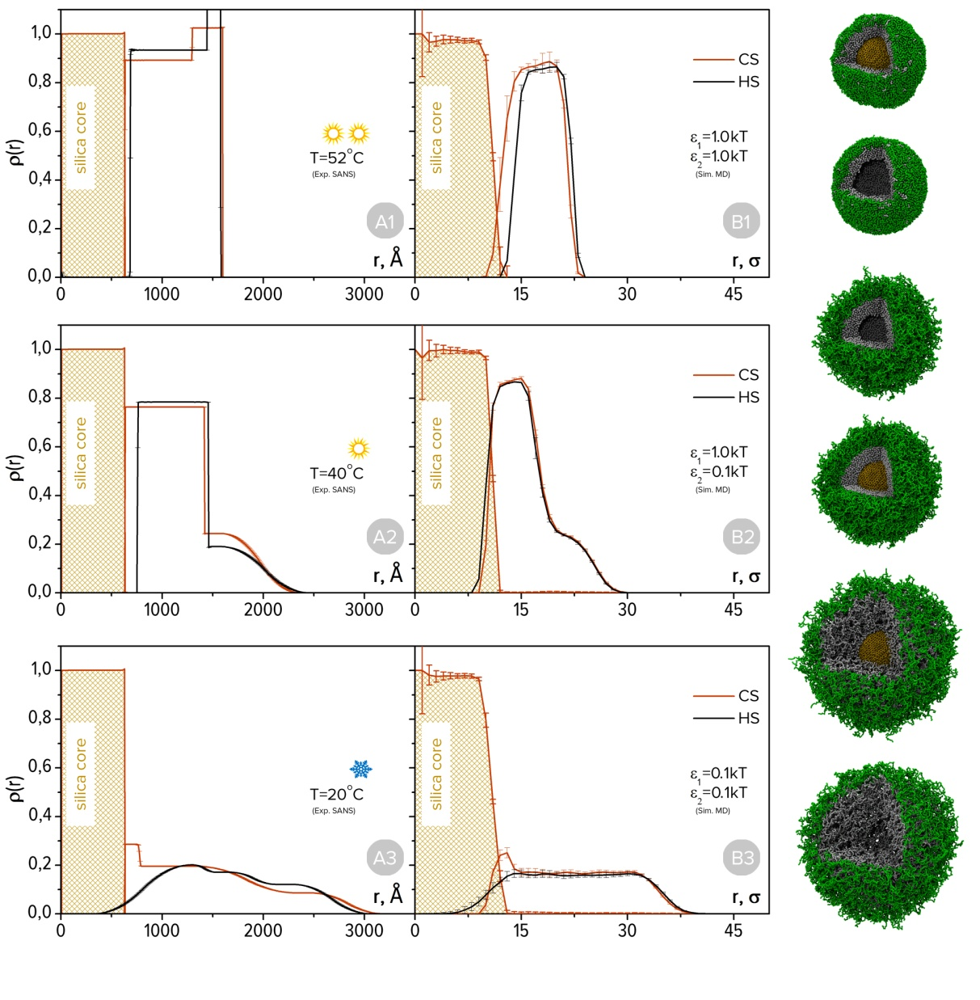 1,0
0,8
0,6
0,4
0,2
0,0
ρ(r)
silica core
T=52°C
(Exp. SANS)
A1
r, Å
0
1000
2000
3000
silica core
CS
HS
ε1=1.0kT
ε2=1.0kT
(Sim. MD)
B1
r, σ
0
15
30
45
1,0
0,8
0,6
0,4
0,2
0,0
ρ(r)
silica core
T=40°C
(Exp. SANS)
A2
r, Å
0
1000
2000
3000
silica core
CS
HS
ε1=1.0kT
ε2=0.1kT
(Sim. MD)
B2
r, σ
0
15
30
45
1,0
0,8
0,6
0,4
0,2
0,0
ρ(r)
silica core
T=20°C
(Exp. SANS)
A3
r, Å
0
1000
2000
3000
silica core
CS
HS
ε1=0.1kT
ε2=0.1kT
(Sim. MD)
B3
r, σ
0
15
30
45